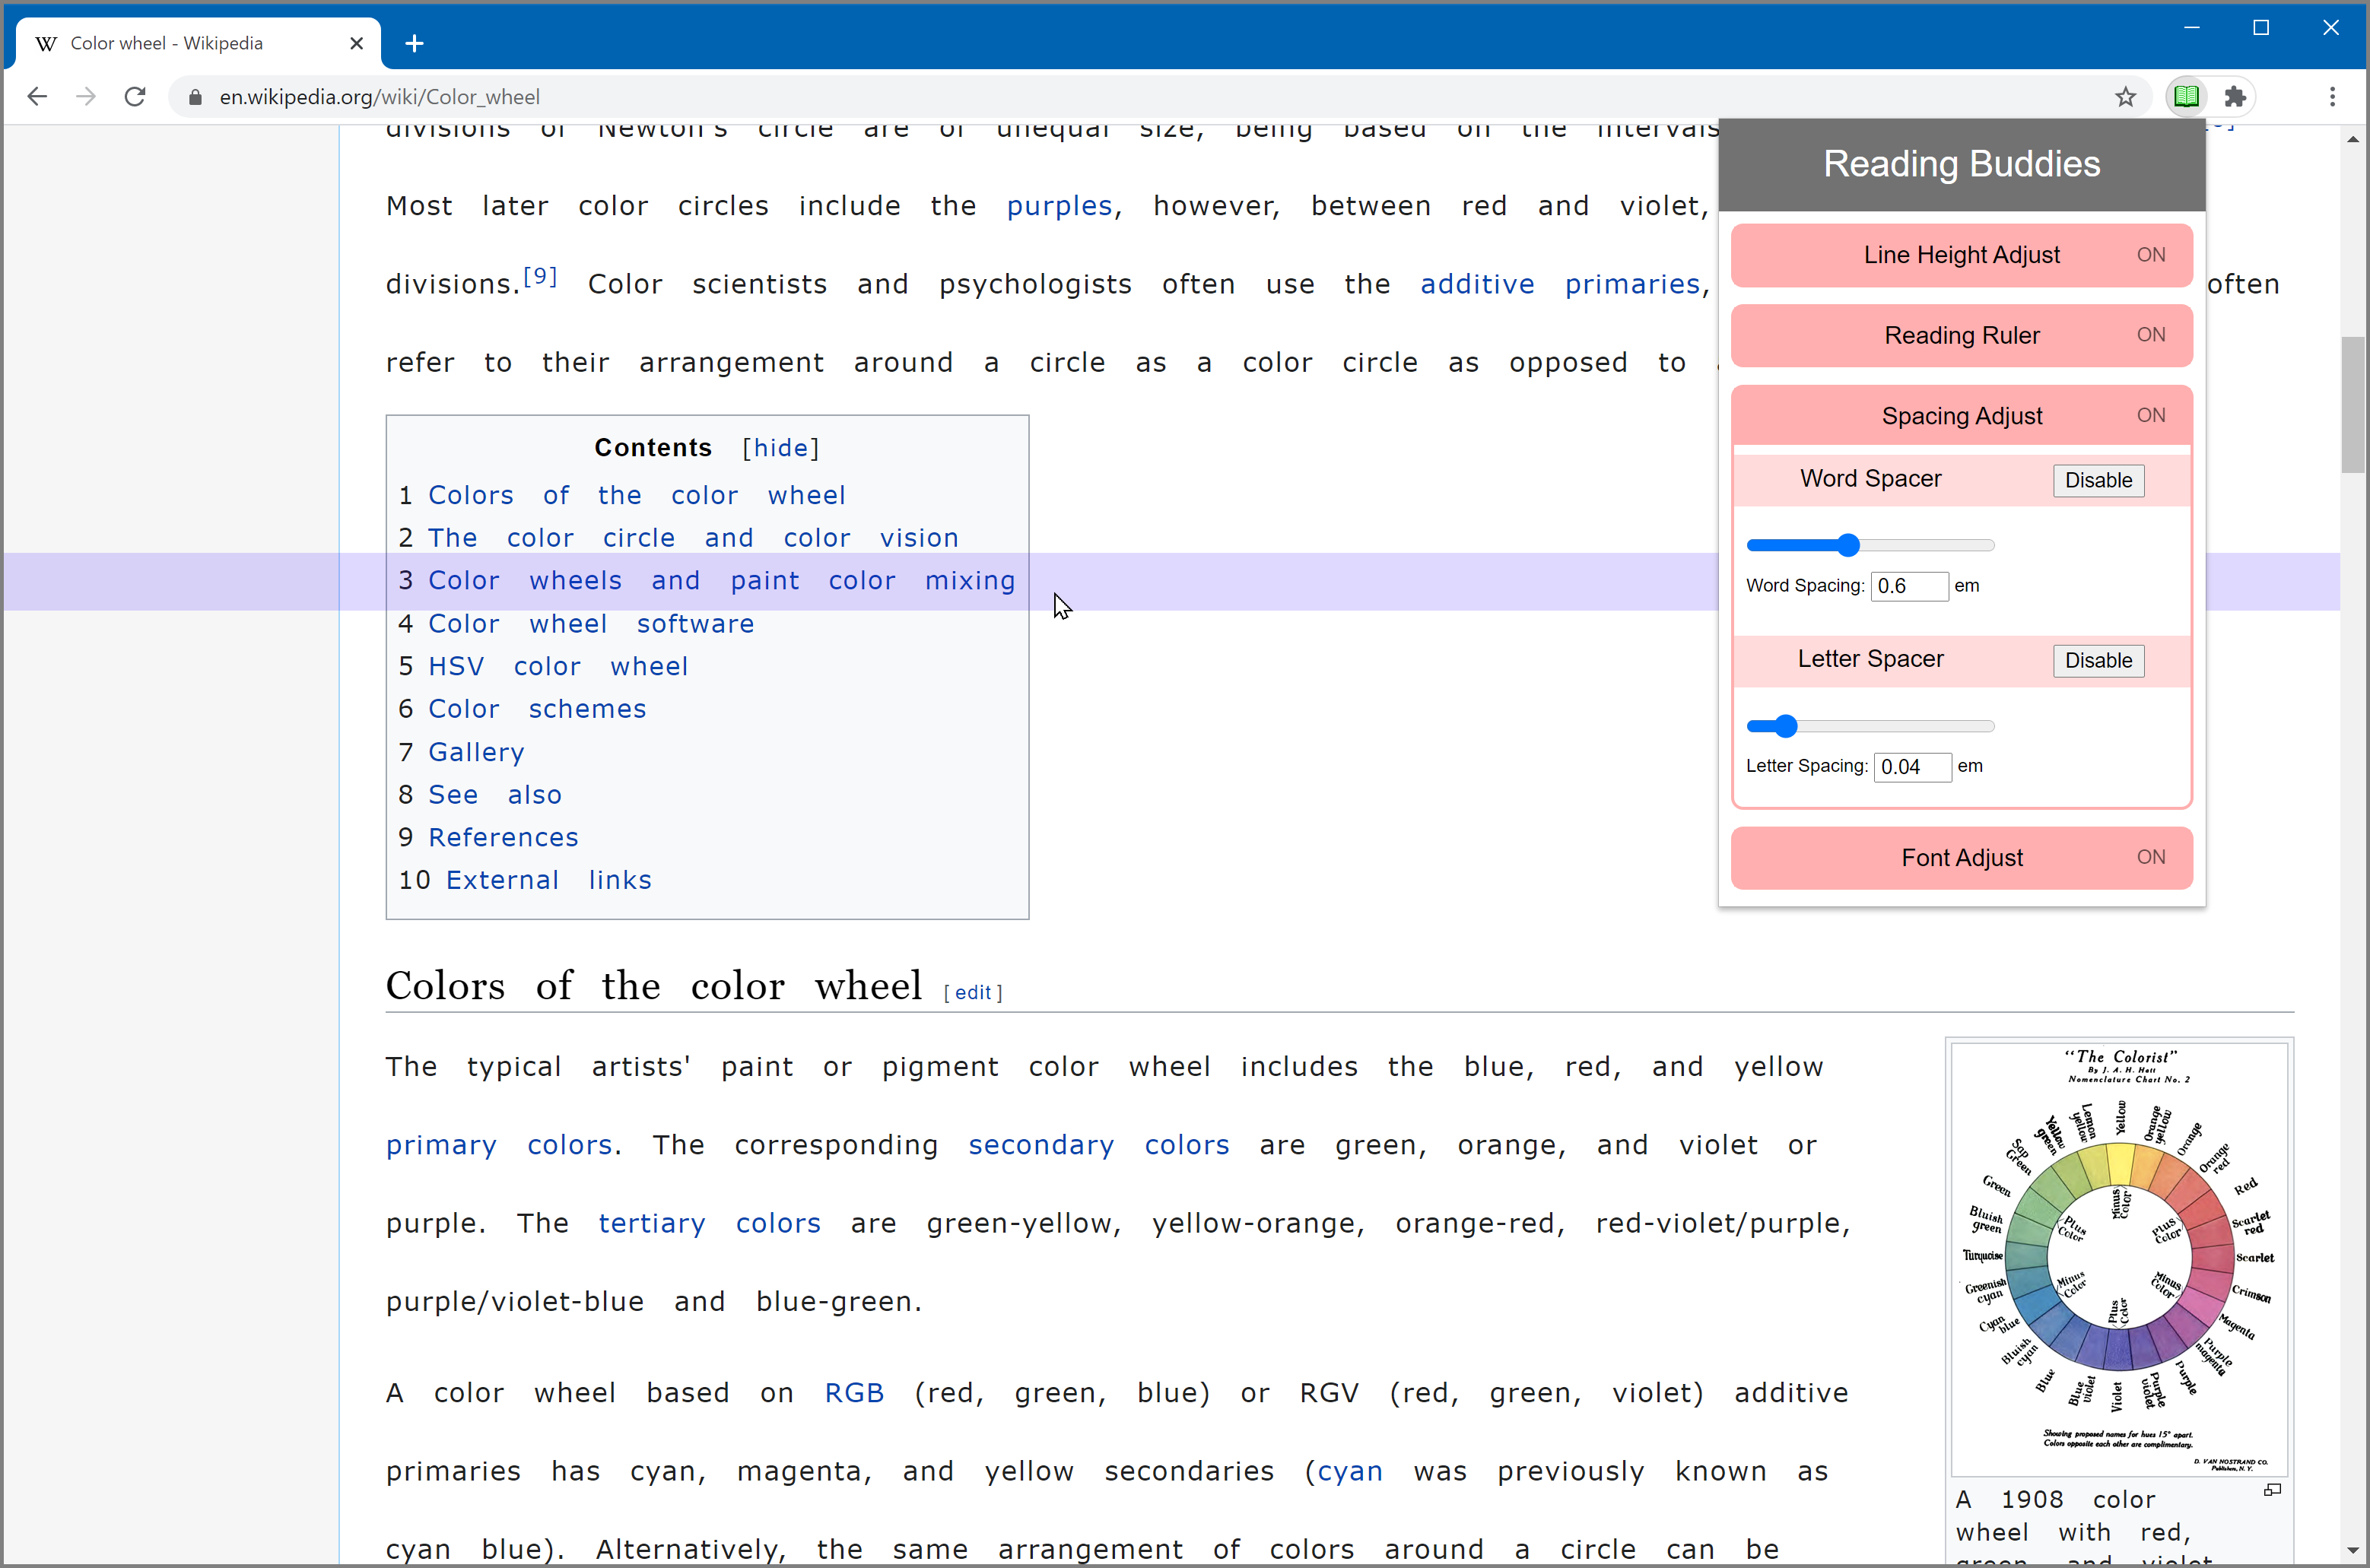 Color wheel - Wikipedia
en.wikipedia.org/wiki/Color_wheel
divisions of Newton's circle are of unequal size, being based on the intervals
Most later color circles include the purples, however, between red and violet,
divisions.[9] Color scientists and psychologists often use the additive primaries, often
refer to their arrangement around a circle as a color circle as opposed to
Contents [hide]
1 Colors of the color wheel
2 The color circle and color vision
3 Color wheels and paint color mixing
4 Color wheel software
5 HSV color wheel
6 Color schemes
7 Gallery
8 See also
9 References
10 External links
Reading Buddies
Line Height Adjust ON
Reading Ruler ON
Spacing Adjust ON
Word Spacer Disable
Word Spacing: 0.6 em
Letter Spacer Disable
Letter Spacing: 0.04 em
Font Adjust ON
Colors of the color wheel [ edit ]
The typical artists' paint or pigment color wheel includes the blue, red, and yellow
primary colors. The corresponding secondary colors are green, orange, and violet or
purple. The tertiary colors are green-yellow, yellow-orange, orange-red, red-violet/purple,
purple/violet-blue and blue-green.
A color wheel based on RGB (red, green, blue) or RGV (red, green, violet) additive
primaries has cyan, magenta, and yellow secondaries (cyan was previously known as
cyan blue). Alternatively, the same arrangement of colors around a circle can be
"The Colorist"
By J. A. H. Hatt
Nomenclature Chart No. 2
Yellow
Orange yellow
Orange
Orange red
Red
Scarlet red
Scarlet
Crimson
Magenta
Purple magenta
Purple
Purple violet
Violet
Blue violet
Blue
Bluish cyan
Cyan blue
Greenish cyan
Turquoise
Bluish green
Green
Sap Green
Yellow green
Lemon yellow
Minus Color
Plus Color
Minus Color
Plus Color
Minus Color
Plus Color
Showing proposed names for hues 15° apart.
Colors opposite each other are complimentary.
D. VAN NOSTRAND CO.
Publishers, N. Y.
A 1908 color
wheel with red,
green, and violet